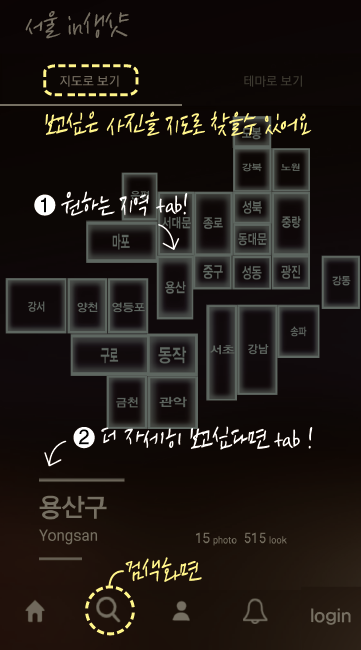 서울 in생샷
지도로 보기
테마로 보기
보고싶은 사진을 지도로 찾을수 있어요
도봉
강북
노원
은평
① 원하는 지역 tab!
서대문
종로
성북
중랑
마포
동대문
용산
중구
성동
광진
강동
강서
양천
영등포
서초
강남
송파
구로
동작
금천
관악
② 더 자세히 보고싶다면 tab!
용산구
Yongsan
15 photo 515 look
검색화면
login